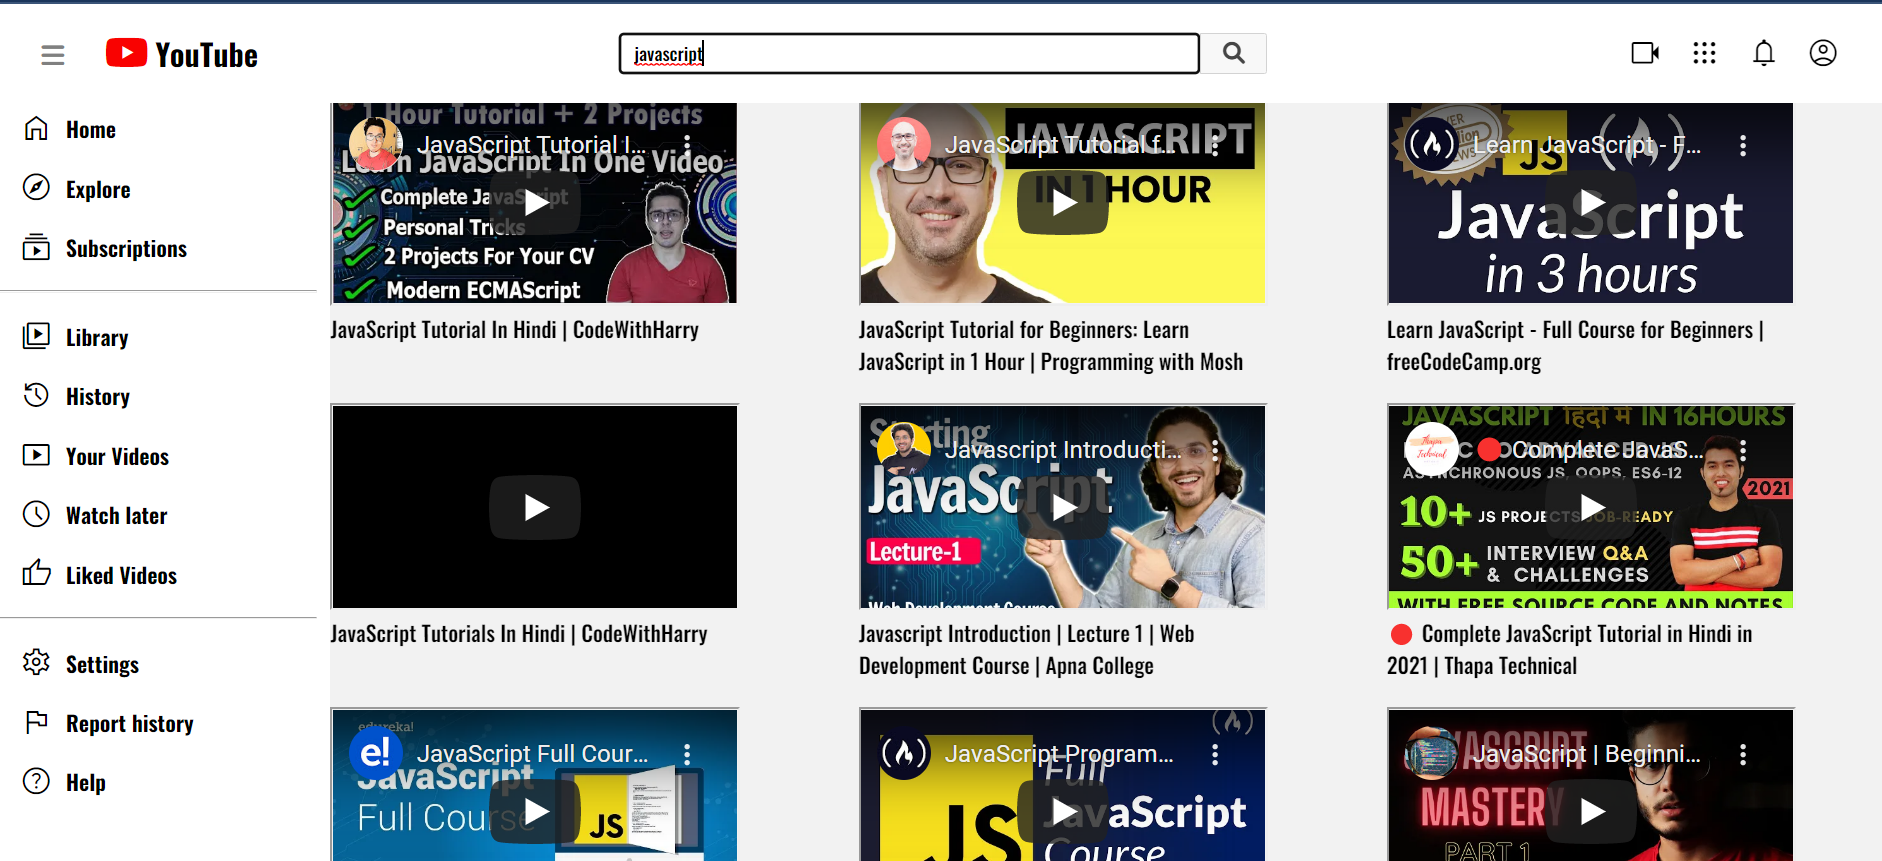 YouTube
javascript
Home
Explore
Subscriptions
Library
History
Your Videos
Watch later
Liked Videos
Settings
Report history
Help
1 Hour Tutorial + 2 Projects
JavaScript Tutorial I...
Learn JavaScript In One Video
Complete JavaScript
Personal Tricks
2 Projects For Your CV
Modern ECMAScript
JavaScript Tutorial In Hindi | CodeWithHarry
JavaScript Tutorial f...
JAVASCRIPT
IN 1 HOUR
JavaScript Tutorial for Beginners: Learn
JavaScript in 1 Hour | Programming with Mosh
Learn JavaScript - F...
JS
JavaScript
in 3 hours
Learn JavaScript - Full Course for Beginners |
freeCodeCamp.org
JavaScript Tutorials In Hindi | CodeWithHarry
Starting
Javascript Introducti...
JavaScript
Lecture-1
Web Development Course
Javascript Introduction | Lecture 1 | Web
Development Course | Apna College
JAVASCRIPT हिंदी में IN 16HOURS
Thapa
Technical
Complete JavaS...
ASYNCHRONOUS JS, OOPS, ES6-12
2021
10+ JS PROJECTS JOB-READY
50+ INTERVIEW Q&A
& CHALLENGES
WITH FREE SOURCE CODE AND NOTES
🔴 Complete JavaScript Tutorial in Hindi in
2021 | Thapa Technical
edureka!
e!
JavaScript Full Cour...
JavaScript
Full Course
JS
JavaScript Program...
Full
JS
JavaScript
Course
JavaScript | Beginni...
JAVASCRIPT
MASTERY
PART 1